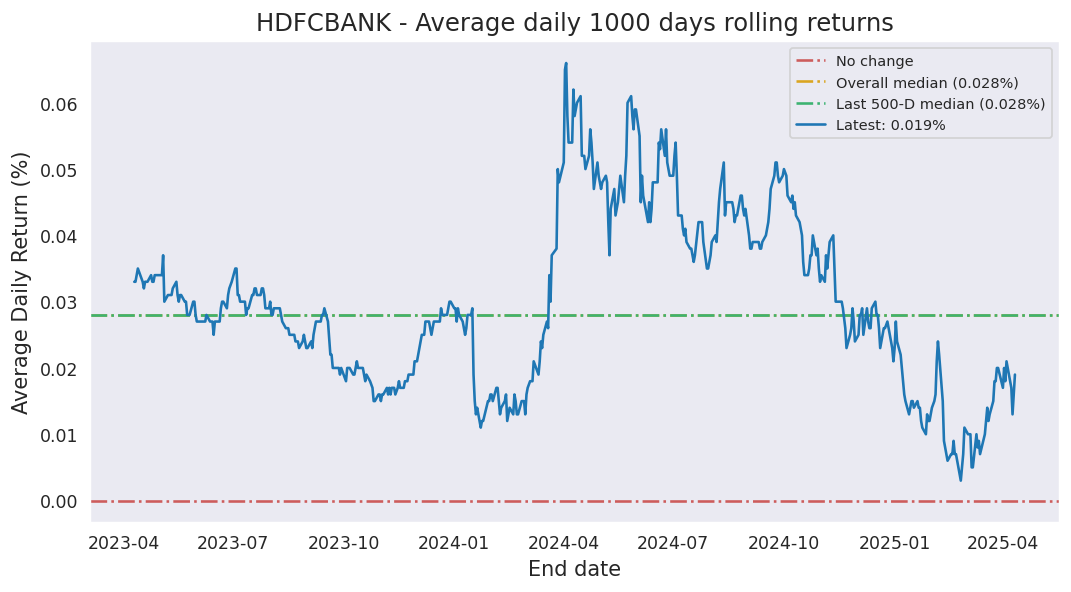 HDFCBANK - Average daily 1000 days rolling returns
No change
Overall median (0.028%)
Last 500-D median (0.028%)
Latest: 0.019%
Average Daily Return (%)
0.06
0.05
0.04
0.03
0.02
0.01
0.00
2023-04 2023-07 2023-10 2024-01 2024-04 2024-07 2024-10 2025-01 2025-04
End date